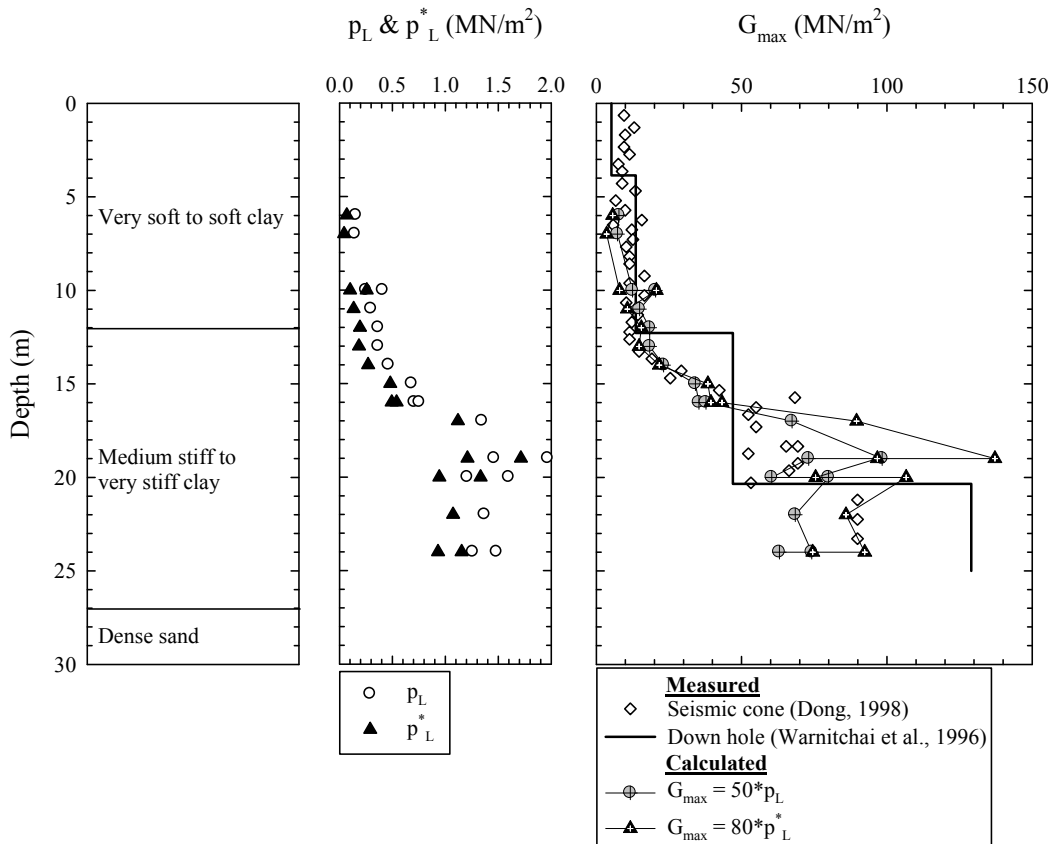 p_L & p*_L (MN/m²)
G_max (MN/m²)
0.0 0.5 1.0 1.5 2.0
0 50 100 150
Depth (m)
0
5
10
15
20
25
30
Very soft to soft clay
Medium stiff to
very stiff clay
Dense sand
p_L
p*_L
Measured
Seismic cone (Dong, 1998)
Down hole (Warnitchai et al., 1996)
Calculated
G_max = 50*p_L
G_max = 80*p*_L